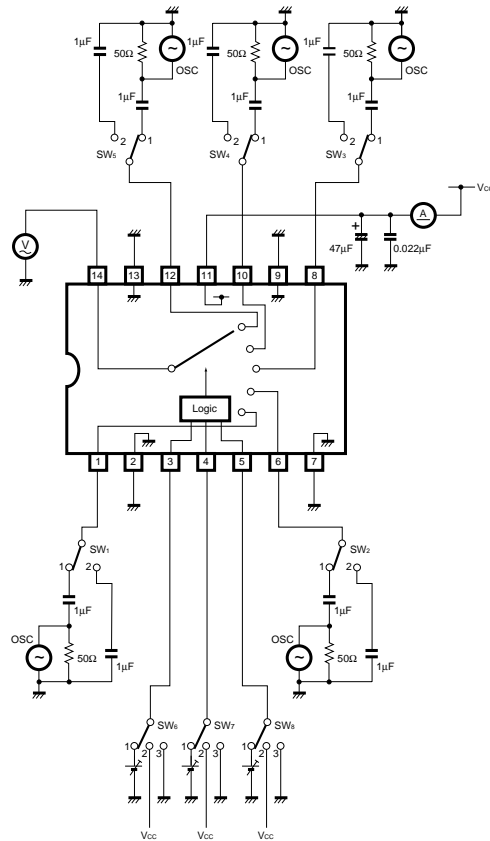 1μF 50Ω OSC 1μF 50Ω OSC 1μF 50Ω OSC
1μF 1μF 1μF
2 1 2 1 2 1
SW5 SW4 SW3
A VCC
+
V 47μF 0.022μF
14 13 12 11 10 9 8
Logic
1 2 3 4 5 6 7
SW1 SW2
1 2 1 2
1μF 1μF
OSC OSC
50Ω 1μF 50Ω 1μF
SW6 SW7 SW8
1 2 3 1 2 3 1 2 3
VCC VCC VCC